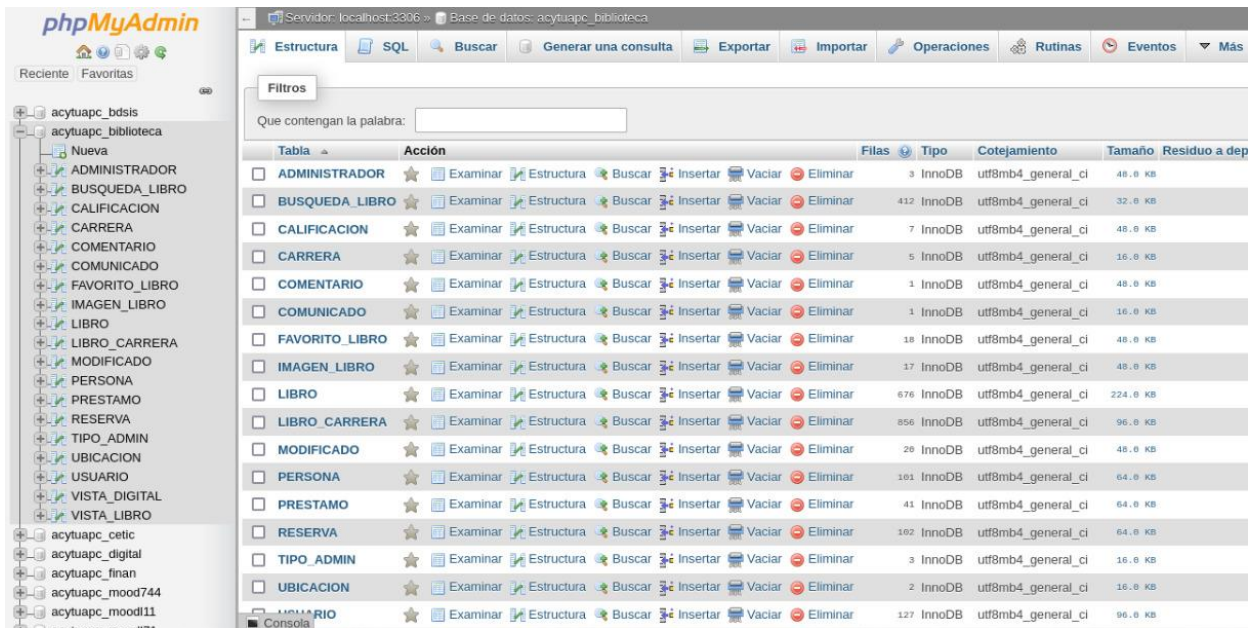 phpMyAdmin
Reciente Favoritas
acytuapc_bdsis
acytuapc_biblioteca
Nueva
ADMINISTRADOR
BUSQUEDA_LIBRO
CALIFICACION
CARRERA
COMENTARIO
COMUNICADO
FAVORITO_LIBRO
IMAGEN_LIBRO
LIBRO
LIBRO_CARRERA
MODIFICADO
PERSONA
PRESTAMO
RESERVA
TIPO_ADMIN
UBICACION
USUARIO
VISTA_DIGITAL
VISTA_LIBRO
acytuapc_cetic
acytuapc_digital
acytuapc_finan
acytuapc_mood744
acytuapc_moodl11
Servidor: localhost:3306 » Base de datos: acytuapc_biblioteca
Estructura SQL Buscar Generar una consulta Exportar Importar Operaciones Rutinas Eventos Más
Filtros
Que contengan la palabra:
Tabla Acción Filas Tipo Cotejamiento Tamaño Residuo a dep
ADMINISTRADOR Examinar Estructura Buscar Insertar Vaciar Eliminar 3 InnoDB utf8mb4_general_ci 48.0 KB
BUSQUEDA_LIBRO Examinar Estructura Buscar Insertar Vaciar Eliminar 412 InnoDB utf8mb4_general_ci 32.0 KB
CALIFICACION Examinar Estructura Buscar Insertar Vaciar Eliminar 7 InnoDB utf8mb4_general_ci 48.0 KB
CARRERA Examinar Estructura Buscar Insertar Vaciar Eliminar 5 InnoDB utf8mb4_general_ci 16.0 KB
COMENTARIO Examinar Estructura Buscar Insertar Vaciar Eliminar 1 InnoDB utf8mb4_general_ci 48.0 KB
COMUNICADO Examinar Estructura Buscar Insertar Vaciar Eliminar 1 InnoDB utf8mb4_general_ci 16.0 KB
FAVORITO_LIBRO Examinar Estructura Buscar Insertar Vaciar Eliminar 18 InnoDB utf8mb4_general_ci 48.0 KB
IMAGEN_LIBRO Examinar Estructura Buscar Insertar Vaciar Eliminar 17 InnoDB utf8mb4_general_ci 48.0 KB
LIBRO Examinar Estructura Buscar Insertar Vaciar Eliminar 676 InnoDB utf8mb4_general_ci 224.0 KB
LIBRO_CARRERA Examinar Estructura Buscar Insertar Vaciar Eliminar 856 InnoDB utf8mb4_general_ci 96.0 KB
MODIFICADO Examinar Estructura Buscar Insertar Vaciar Eliminar 20 InnoDB utf8mb4_general_ci 48.0 KB
PERSONA Examinar Estructura Buscar Insertar Vaciar Eliminar 101 InnoDB utf8mb4_general_ci 64.0 KB
PRESTAMO Examinar Estructura Buscar Insertar Vaciar Eliminar 41 InnoDB utf8mb4_general_ci 64.0 KB
RESERVA Examinar Estructura Buscar Insertar Vaciar Eliminar 102 InnoDB utf8mb4_general_ci 64.0 KB
TIPO_ADMIN Examinar Estructura Buscar Insertar Vaciar Eliminar 3 InnoDB utf8mb4_general_ci 16.0 KB
UBICACION Examinar Estructura Buscar Insertar Vaciar Eliminar 2 InnoDB utf8mb4_general_ci 16.0 KB
USUARIO Examinar Estructura Buscar Insertar Vaciar Eliminar 127 InnoDB utf8mb4_general_ci 96.0 KB
Consola